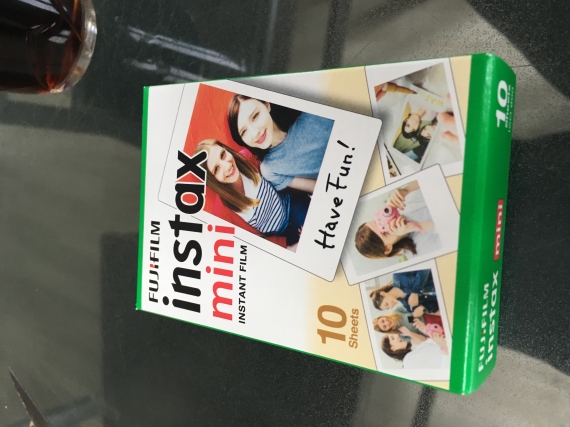 FUJIFILM
instax
mini
INSTANT FILM
Have Fun!
10
Sheets
FUJIFILM
instax mini
10